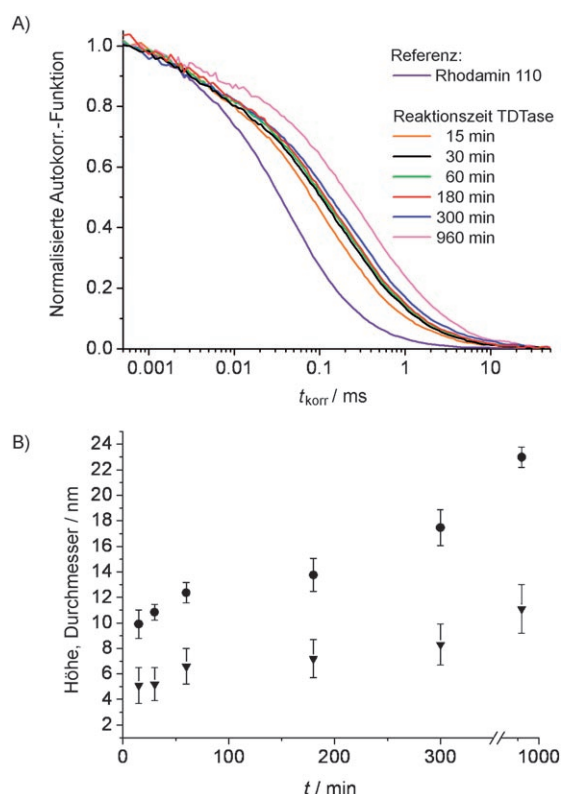 A)
1.0
0.8
0.6
0.4
0.2
0.0
Normalisierte Autokorr.-Funktion
0.001
0.01
0.1
1
10
t_korr / ms
Referenz:
Rhodamin 110
Reaktionszeit TDTase
15 min
30 min
60 min
180 min
300 min
960 min
B)
24
22
20
18
16
14
12
10
8
6
4
2
Höhe, Durchmesser / nm
0
100
200
300
1000
t / min